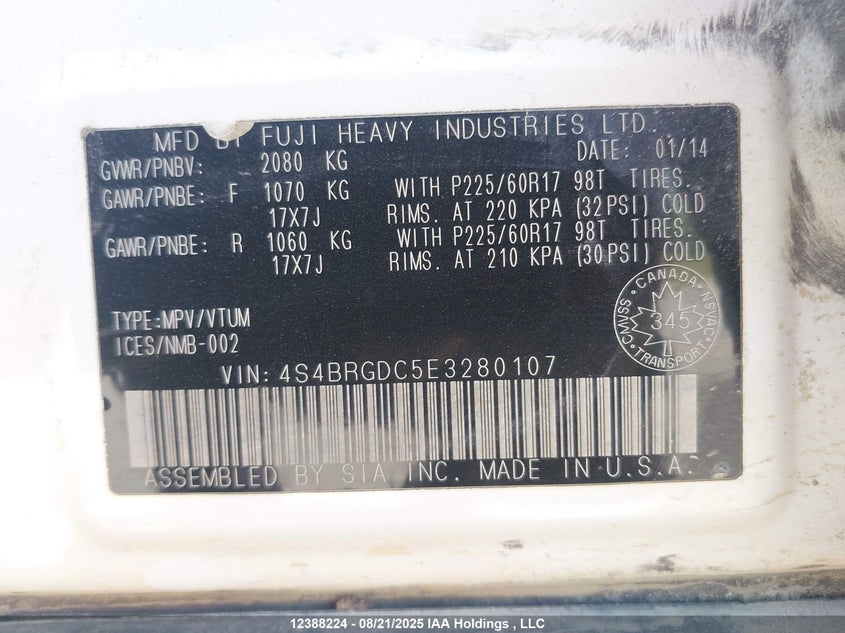 MFD BY FUJI HEAVY INDUSTRIES LTD.
GVWR/PNBV: 2080 KG DATE: 01/14
GAWR/PNBE: F 1070 KG WITH P225/60R17 98T TIRES.
17X7J RIMS. AT 220 KPA (32PSI) COLD
GAWR/PNBE: R 1060 KG WITH P225/60R17 98T TIRES.
17X7J RIMS. AT 210 KPA (30PSI) COLD
TYPE:MPV/VTUM
ICES/NMB-002
CANADA
CMVSS 345 NSVAC
TRANSPORT
VIN: 4S4BRGDC5E3280107
ASSEMBLED BY SIA INC. MADE IN U.S.A.
12388224 - 08/21/2025 IAA Holdings , LLC